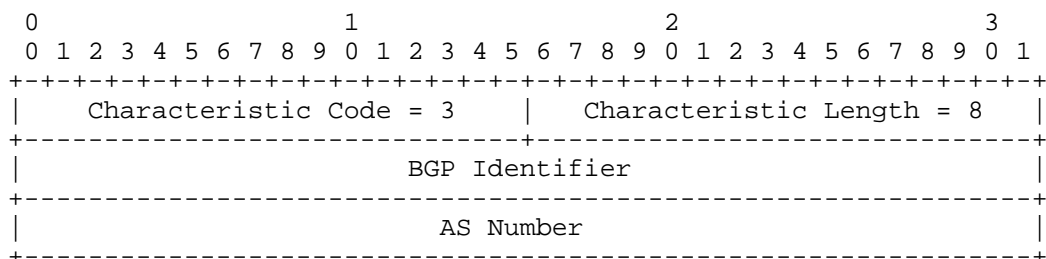 0                   1                   2                   3
 0 1 2 3 4 5 6 7 8 9 0 1 2 3 4 5 6 7 8 9 0 1 2 3 4 5 6 7 8 9 0 1
+-+-+-+-+-+-+-+-+-+-+-+-+-+-+-+-+-+-+-+-+-+-+-+-+-+-+-+-+-+-+-+-+
|    Characteristic Code = 3    |   Characteristic Length = 8   |
+-------------------------------+-------------------------------+
|                        BGP Identifier                         |
+---------------------------------------------------------------+
|                          AS Number                            |
+---------------------------------------------------------------+